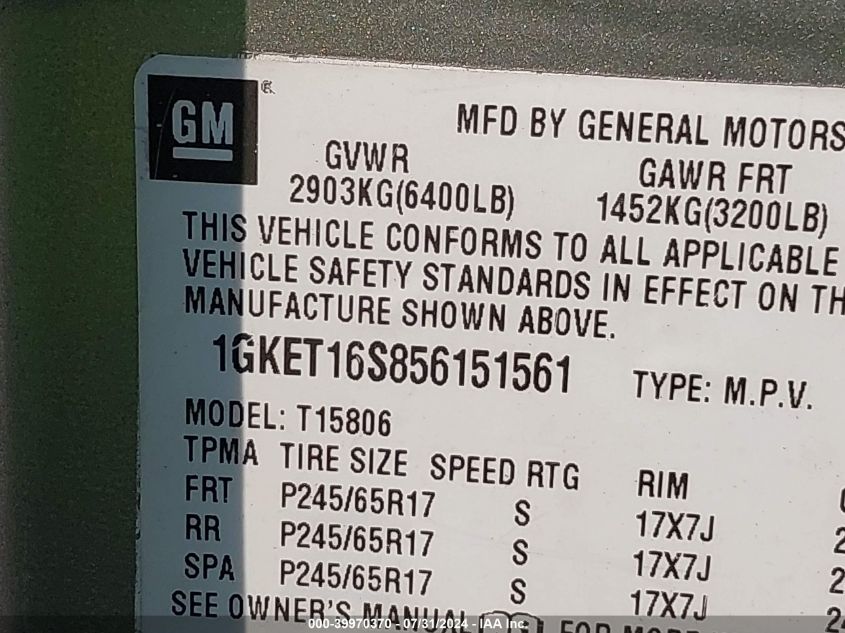 GM ®
MFD BY GENERAL MOTORS
GVWR GAWR FRT
2903KG(6400LB) 1452KG(3200LB)
THIS VEHICLE CONFORMS TO ALL APPLICABLE
VEHICLE SAFETY STANDARDS IN EFFECT ON TH
MANUFACTURE SHOWN ABOVE.
1GKET16S856151561 TYPE: M.P.V.
MODEL: T15806
TPMA TIRE SIZE SPEED RTG RIM
FRT P245/65R17 S 17X7J
RR P245/65R17 S 17X7J
SPA P245/65R17 S 17X7J
SEE OWNER'S MANUAL FOR MORE
000-39970370 - 07/31/2024 - IAA Inc.